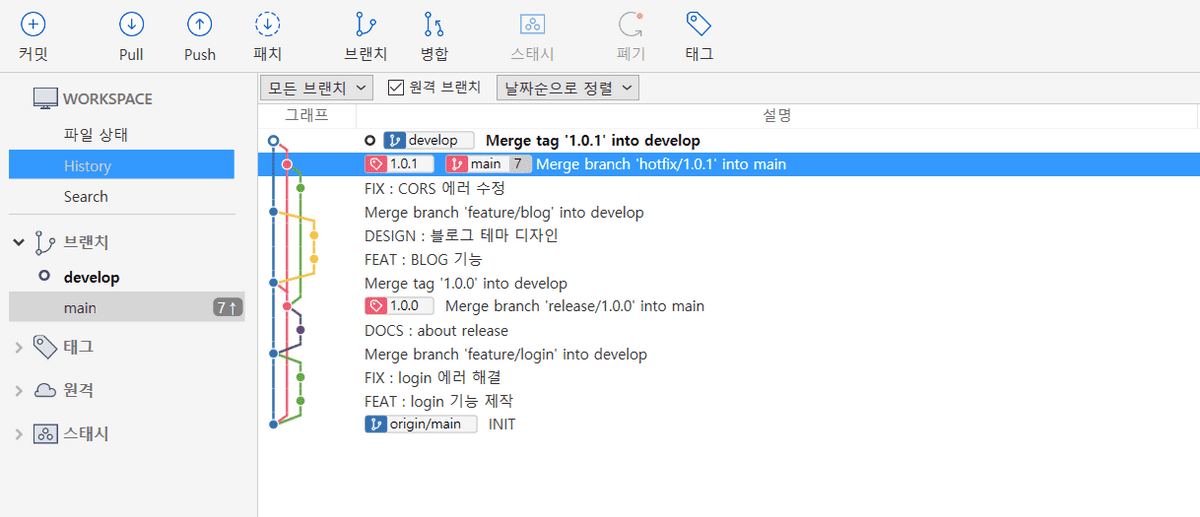 커밋 Pull Push 패치 브랜치 병합 스태시 폐기 태그
WORKSPACE
파일 상태
History
Search
브랜치
develop
main 7↑
태그
원격
스태시
모든 브랜치 원격 브랜치 날짜순으로 정렬
그래프 설명
develop Merge tag '1.0.1' into develop
1.0.1 main 7 Merge branch 'hotfix/1.0.1' into main
FIX : CORS 에러 수정
Merge branch 'feature/blog' into develop
DESIGN : 블로그 테마 디자인
FEAT : BLOG 기능
Merge tag '1.0.0' into develop
1.0.0 Merge branch 'release/1.0.0' into main
DOCS : about release
Merge branch 'feature/login' into develop
FIX : login 에러 해결
FEAT : login 기능 제작
origin/main INIT